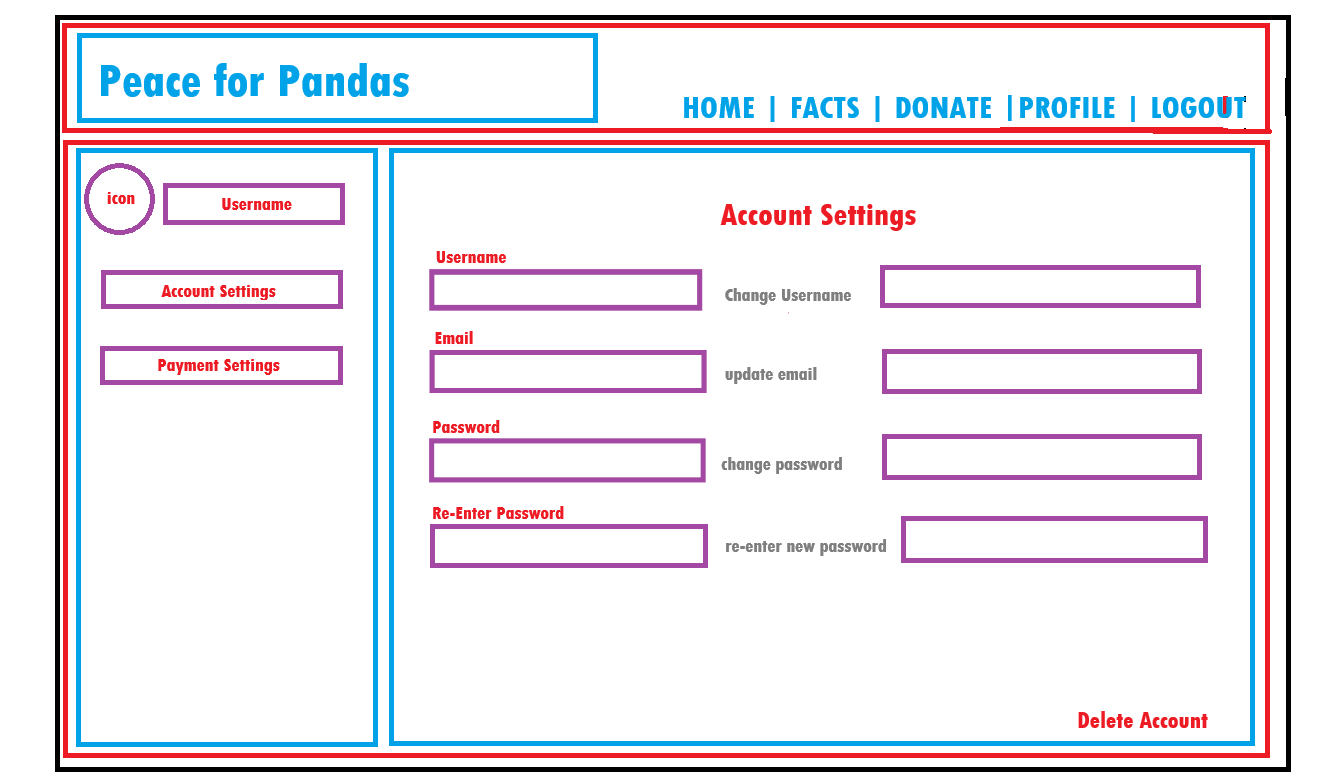 Peace for Pandas
HOME | FACTS | DONATE |PROFILE | LOGOUT
icon
Username
Account Settings
Payment Settings
Account Settings
Username
Change Username
Email
update email
Password
change password
Re-Enter Password
re-enter new password
Delete Account